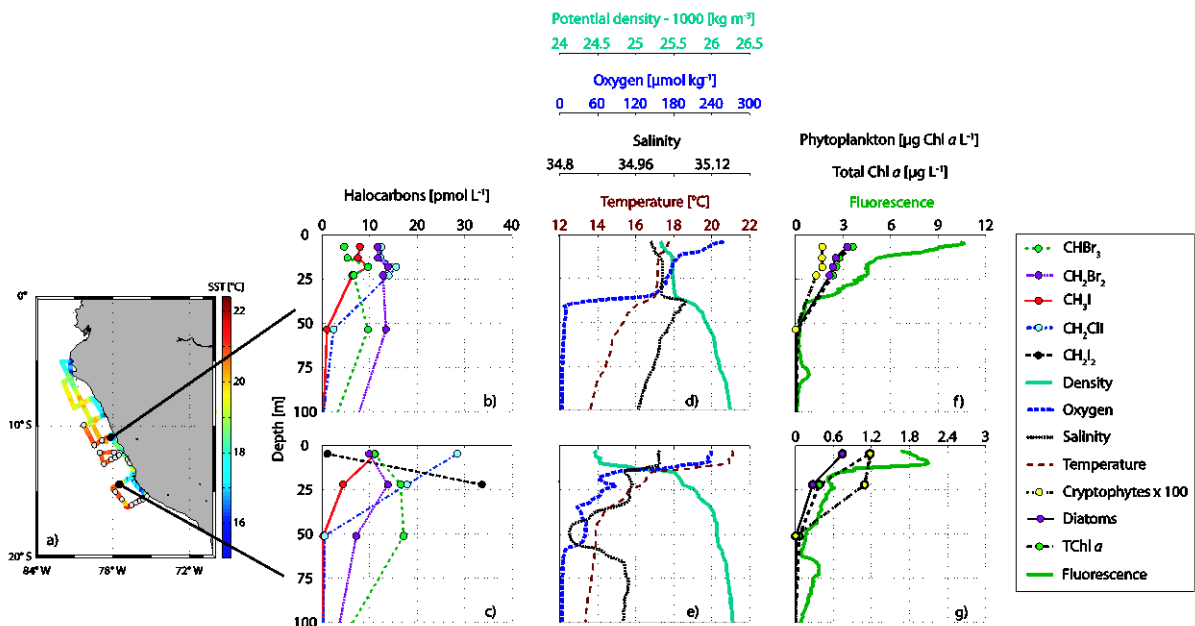 Potential density - 1000 [kg m⁻³]
24 24.5 25 25.5 26 26.5
Oxygen [µmol kg⁻¹]
0 60 120 180 240 300
Salinity
34.8 34.96 35.12
Phytoplankton [µg Chl a L⁻¹]
Total Chl a [µg L⁻¹]
Halocarbons [pmol L⁻¹]
Temperature [°C]
Fluorescence
0 10 20 30 40
12 14 16 18 20 22
0 3 6 9 12
0
25
50
75
100
b)
d)
f)
SST [°C]
22
20
18
16
0°
10°S
20°S
84°W 78°W 72°W
a)
Depth [m]
0 0.6 1.2 1.8 2.4 3
0
25
50
75
100
c)
e)
g)
CHBr₃
CH₂Br₂
CH₃I
CH₂ClI
CH₂I₂
Density
Oxygen
Salinity
Temperature
Cryptophytes x 100
Diatoms
TChl a
Fluorescence